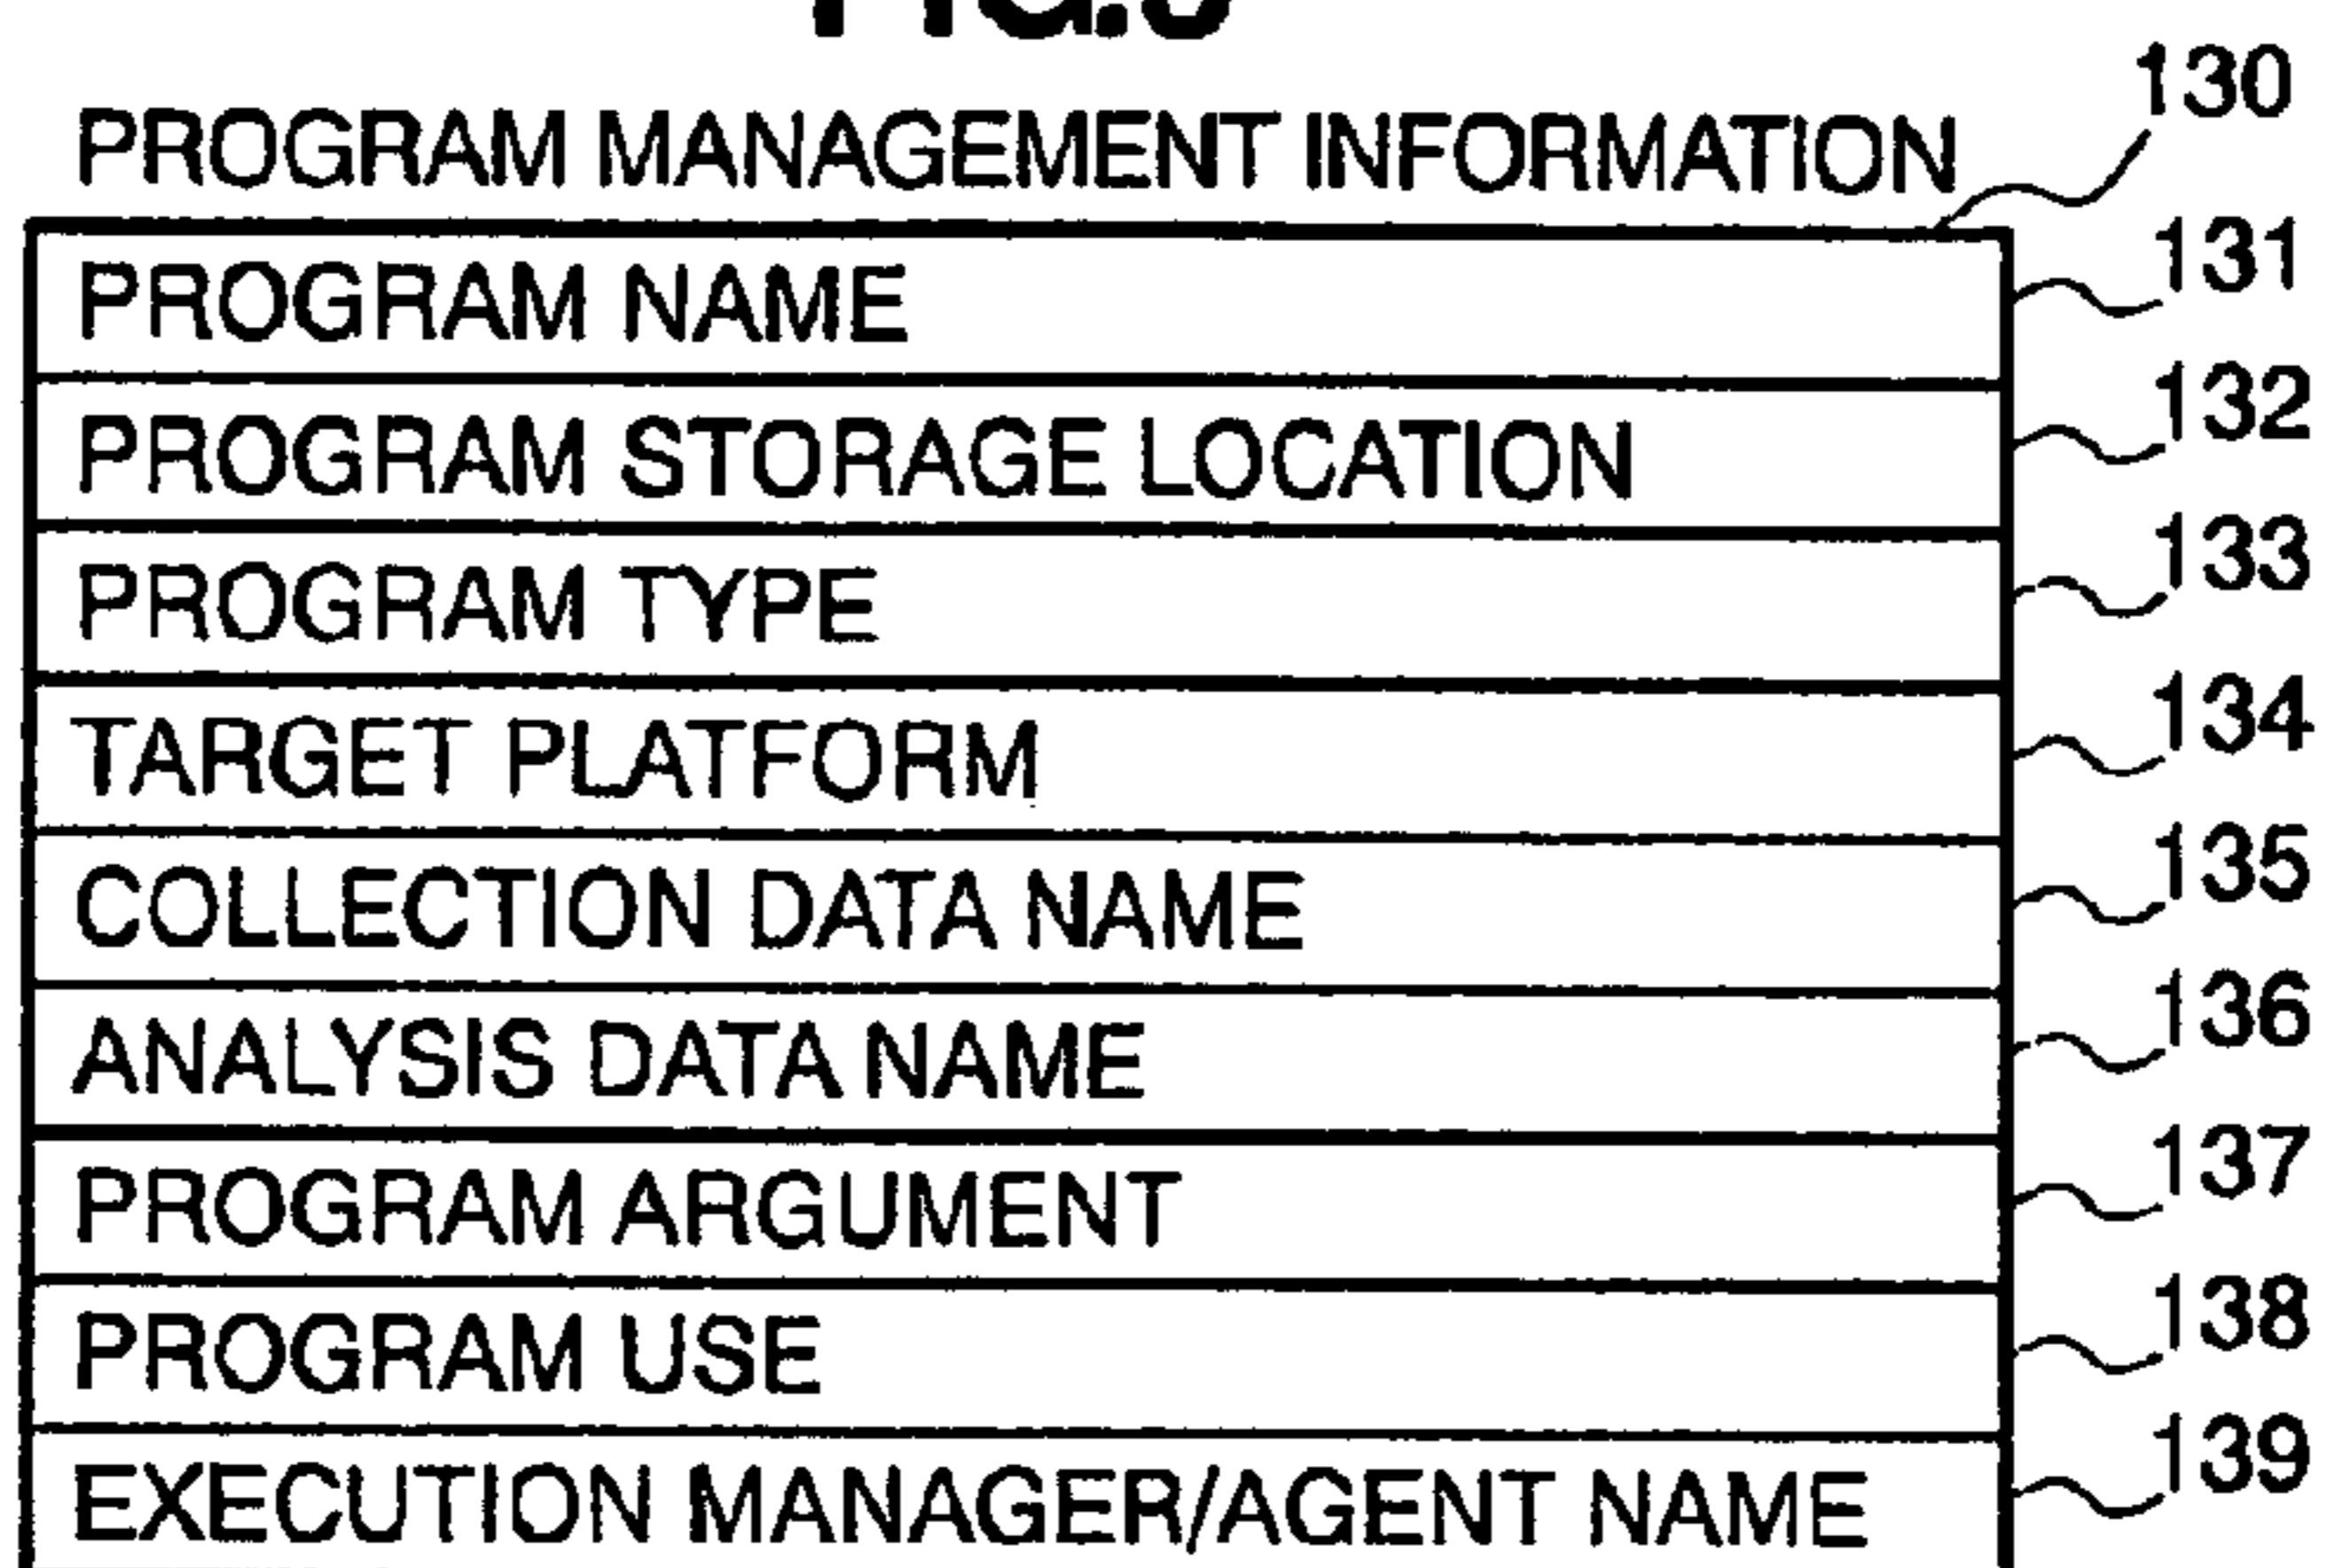 PROGRAM MANAGEMENT INFORMATION
130
PROGRAM NAME
131
PROGRAM STORAGE LOCATION
132
PROGRAM TYPE
133
TARGET PLATFORM
134
COLLECTION DATA NAME
135
ANALYSIS DATA NAME
136
PROGRAM ARGUMENT
137
PROGRAM USE
138
EXECUTION MANAGER/AGENT NAME
139